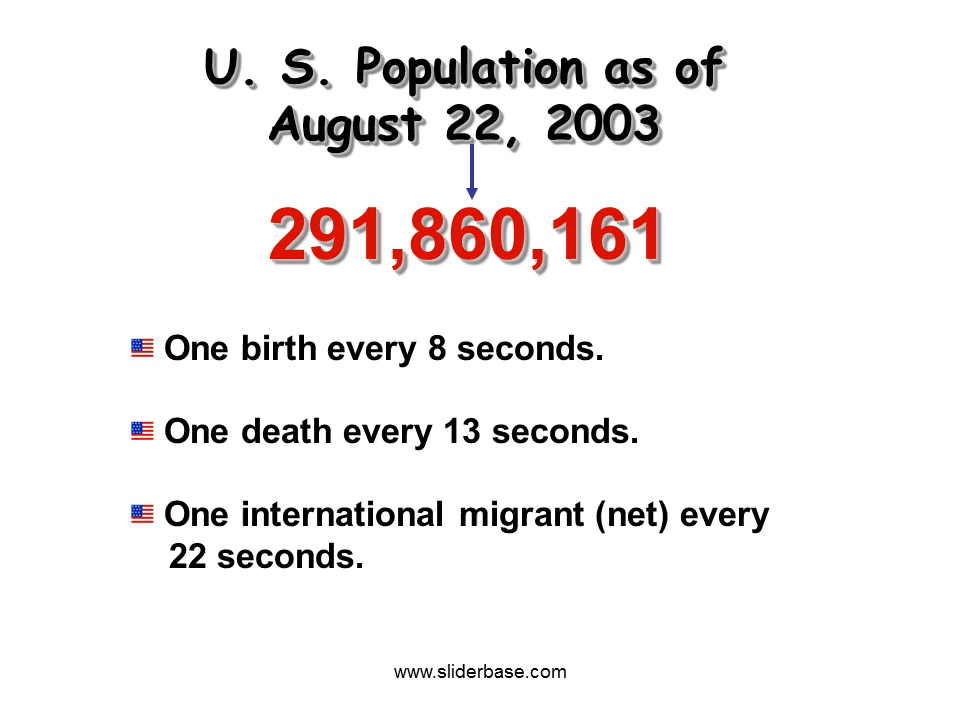 U. S. Population as of
August 22, 2003
291,860,161
One birth every 8 seconds.
One death every 13 seconds.
One international migrant (net) every
22 seconds.
www.sliderbase.com